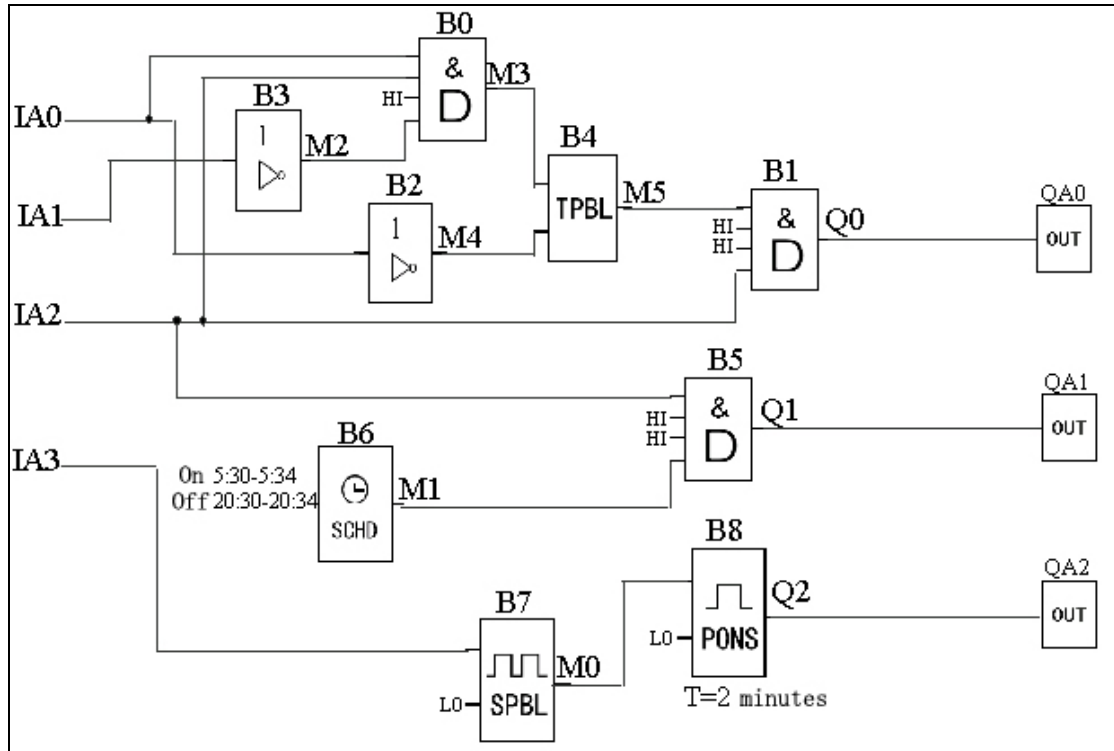 B0
&
D
M3
HI
IA0
B3
1
M2
B4
TPBL
M5
B1
&
HI
HI
D
Q0
QA0
OUT
IA1
B2
1
M4
IA2
B5
&
HI
HI
D
Q1
QA1
OUT
B6
IA3
On 5:30-5:34
Off 20:30-20:34
SCHD
M1
B8
PONS
LO
Q2
QA2
OUT
T=2 minutes
B7
M0
LO
SPBL